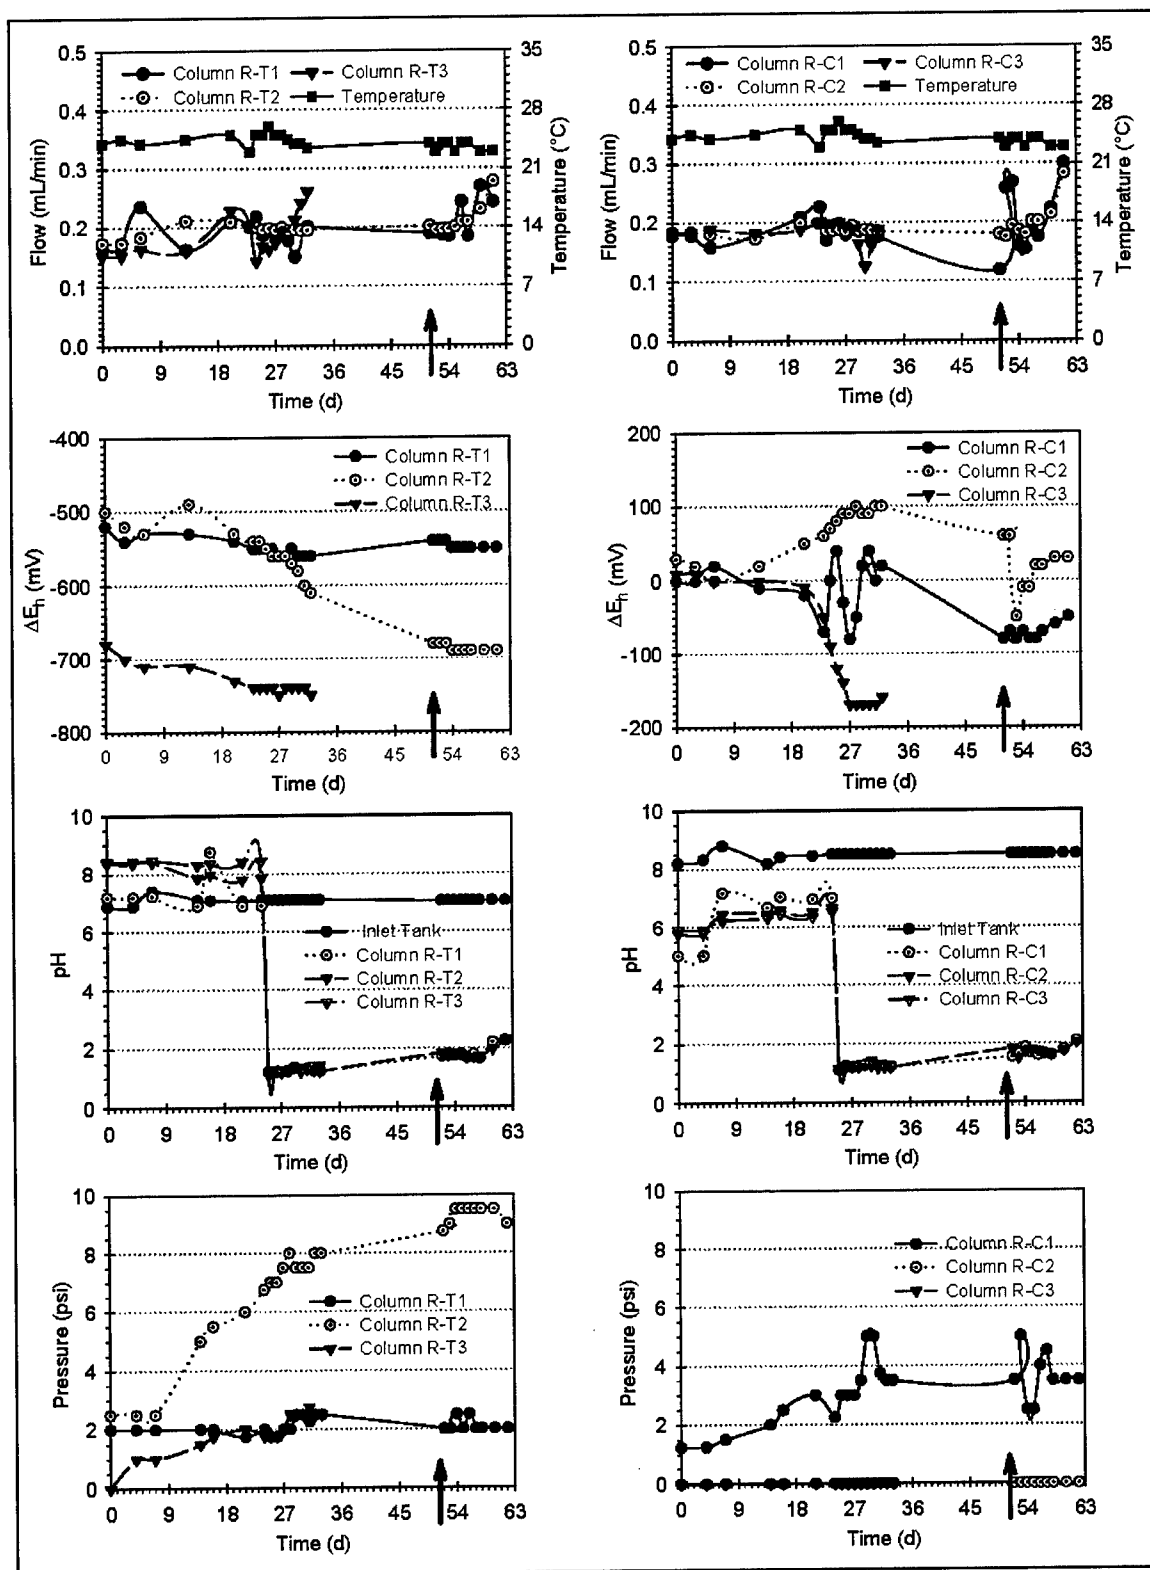 Column R-T1 Column R-T3
Column R-T2 Temperature
Flow (mL/min)
0.5
0.4
0.3
0.2
0.1
0.0
35
28
21
14
7
0
Temperature (°C)
0 9 18 27 36 45 54 63
Time (d)
Column R-C1 Column R-C3
Column R-C2 Temperature
Flow (mL/min)
0.5
0.4
0.3
0.2
0.1
0.0
35
28
21
14
7
0
Temperature (°C)
0 9 18 27 36 45 54 63
Time (d)
Column R-T1
Column R-T2
Column R-T3
ΔEh (mV)
-400
-500
-600
-700
-800
0 9 18 27 36 45 54 63
Time (d)
Column R-C1
Column R-C2
Column R-C3
ΔEh (mV)
200
100
0
-100
-200
0 9 18 27 36 45 54 63
Time (d)
Inlet Tank
Column R-T1
Column R-T2
Column R-T3
pH
10
8
6
4
2
0
0 9 18 27 36 45 54 63
Time (d)
Inlet Tank
Column R-C1
Column R-C2
Column R-C3
pH
10
8
6
4
2
0
0 9 18 27 36 45 54 63
Time (d)
Column R-T1
Column R-T2
Column R-T3
Pressure (psi)
10
8
6
4
2
0
0 9 18 27 36 45 54 63
Time (d)
Column R-C1
Column R-C2
Column R-C3
Pressure (psi)
10
8
6
4
2
0
0 9 18 27 36 45 54 63
Time (d)